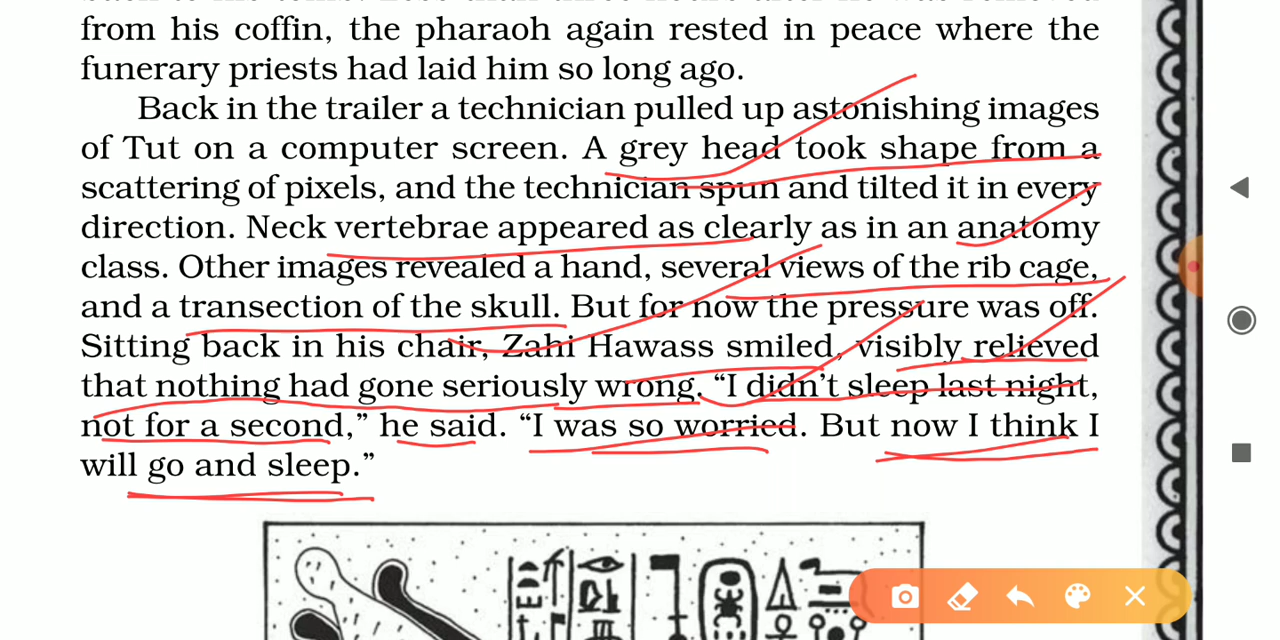 from his coffin, the pharaoh again rested in peace where the
funerary priests had laid him so long ago.
Back in the trailer a technician pulled up astonishing images
of Tut on a computer screen. A grey head took shape from a
scattering of pixels, and the technician spun and tilted it in every
direction. Neck vertebrae appeared as clearly as in an anatomy
class. Other images revealed a hand, several views of the rib cage,
and a transection of the skull. But for now the pressure was off.
Sitting back in his chair, Zahi Hawass smiled, visibly relieved
that nothing had gone seriously wrong. “I didn’t sleep last night,
not for a second,” he said. “I was so worried. But now I think I
will go and sleep.”